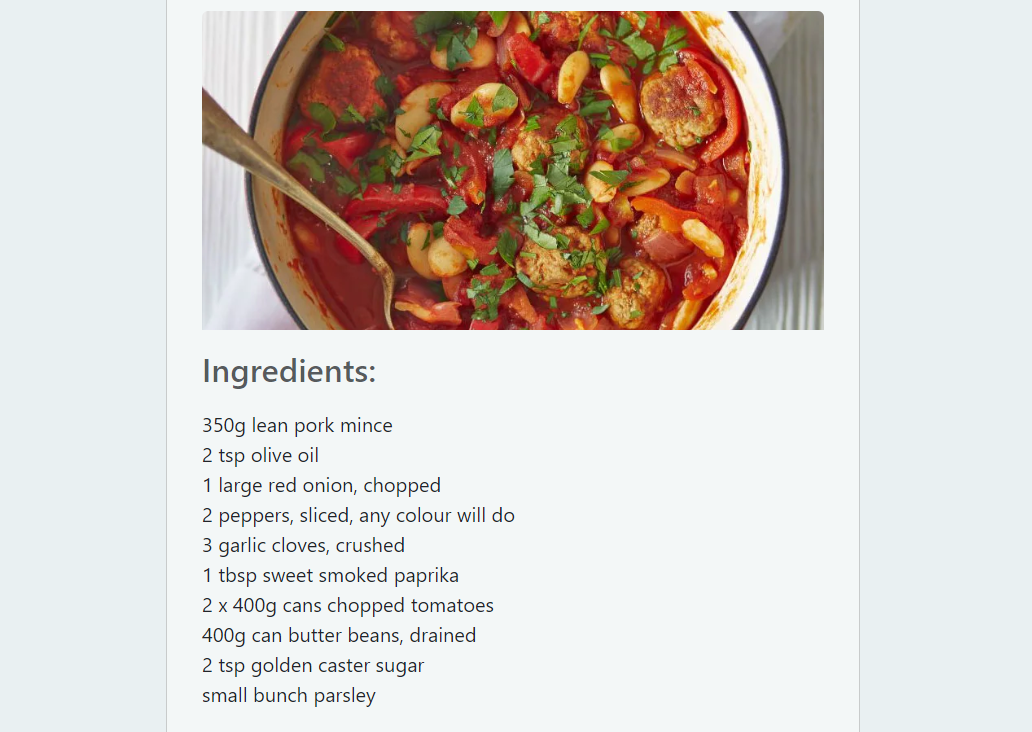 Ingredients:
350g lean pork mince
2 tsp olive oil
1 large red onion, chopped
2 peppers, sliced, any colour will do
3 garlic cloves, crushed
1 tbsp sweet smoked paprika
2 x 400g cans chopped tomatoes
400g can butter beans, drained
2 tsp golden caster sugar
small bunch parsley